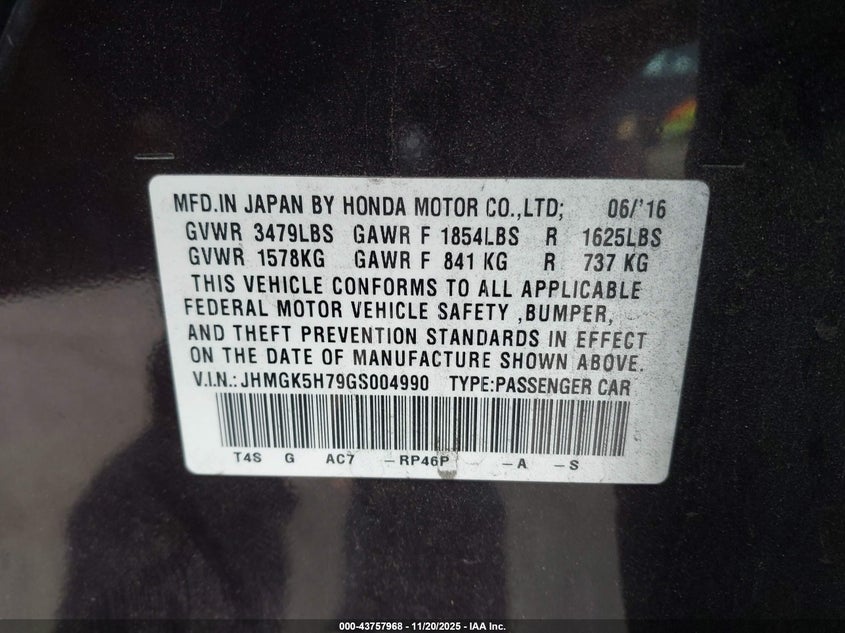 MFD.IN JAPAN BY HONDA MOTOR CO.,LTD; 06/'16
GVWR 3479LBS GAWR F 1854LBS R 1625LBS
GVWR 1578KG GAWR F 841 KG R 737 KG
THIS VEHICLE CONFORMS TO ALL APPLICABLE
FEDERAL MOTOR VEHICLE SAFETY ,BUMPER,
AND THEFT PREVENTION STANDARDS IN EFFECT
ON THE DATE OF MANUFACTURE SHOWN ABOVE.
V.I.N.:JHMGK5H79GS004990 TYPE:PASSENGER CAR
T4S G AC7 -RP46P -A -S
000-43757968 - 11/20/2025 - IAA Inc.